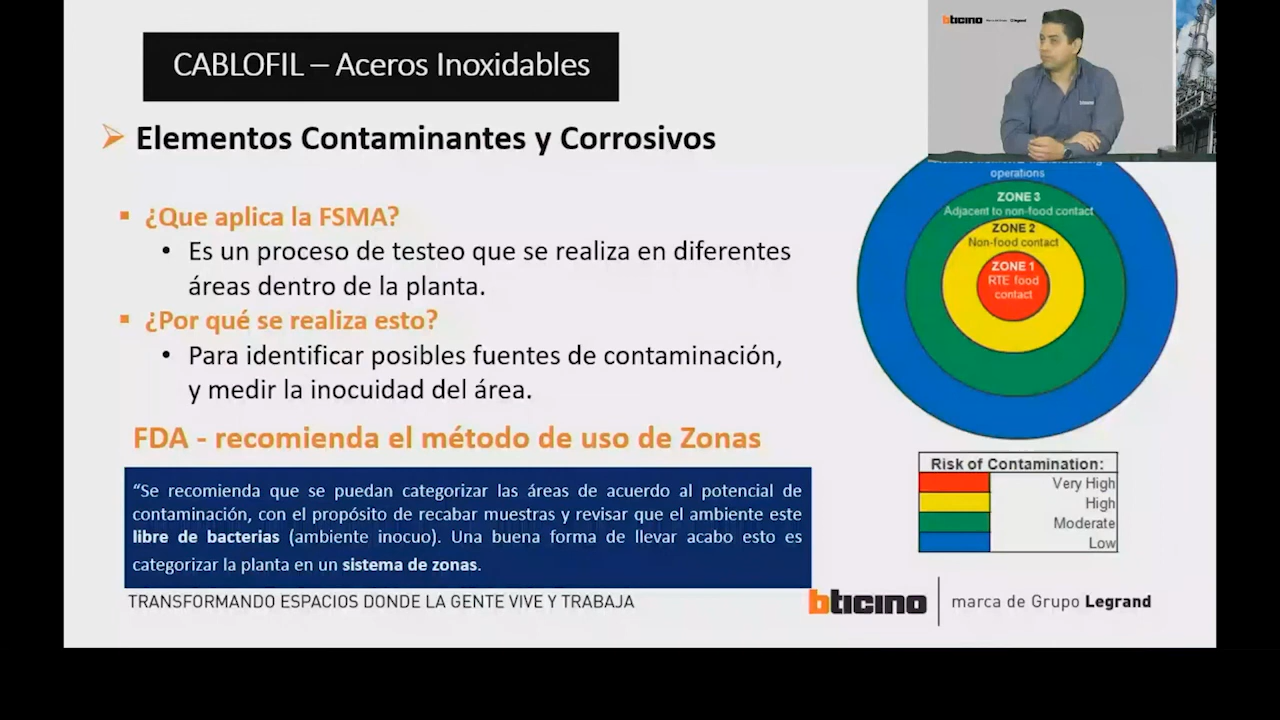 CABLOFIL – Aceros Inoxidables
Elementos Contaminantes y Corrosivos
¿Que aplica la FSMA?
Es un proceso de testeo que se realiza en diferentes
áreas dentro de la planta.
¿Por qué se realiza esto?
Para identificar posibles fuentes de contaminación,
y medir la inocuidad del área.
FDA - recomienda el método de uso de Zonas
“Se recomienda que se puedan categorizar las áreas de acuerdo al potencial de
contaminación, con el propósito de recabar muestras y revisar que el ambiente este
libre de bacterias (ambiente inocuo). Una buena forma de llevar acabo esto es
categorizar la planta en un sistema de zonas.
bticino
operations
ZONE 3
Adjacent to non-food contact
ZONE 2
Non-food contact
ZONE 1
RTE food
contact
Risk of Contamination:
Very High
High
Moderate
Low
TRANSFORMANDO ESPACIOS DONDE LA GENTE VIVE Y TRABAJA
bticino
marca de Grupo Legrand